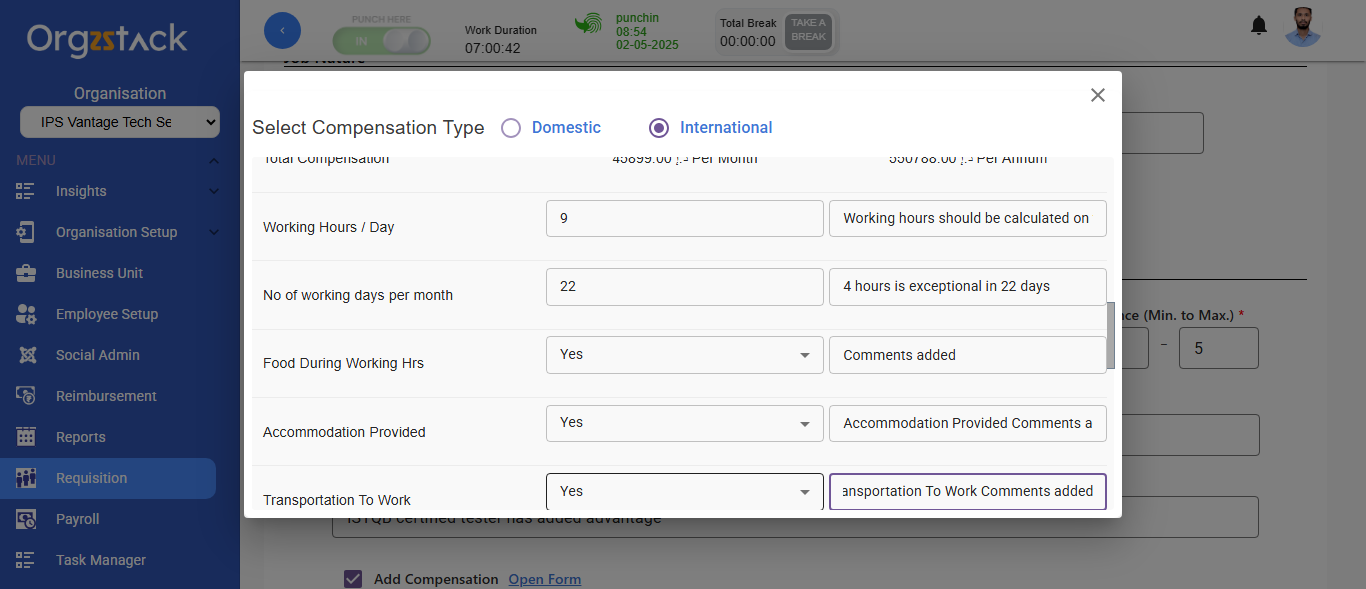 Orgzstack
Organisation
IPS Vantage Tech Se
MENU
Insights
Organisation Setup
Business Unit
Employee Setup
Social Admin
Reimbursement
Reports
Requisition
Payroll
Task Manager
PUNCH HERE
IN
Work Duration
07:00:42
punchin
08:54
02-05-2025
Total Break
00:00:00
TAKE A
BREAK
Job Nature
Select Compensation Type Domestic International
Total Compensation 45899.00 د.إ Per Month 550788.00 د.إ Per Annum
Working Hours / Day 9 Working hours should be calculated on
No of working days per month 22 4 hours is exceptional in 22 days
Food During Working Hrs Yes Comments added
Accommodation Provided Yes Accommodation Provided Comments a
Transportation To Work Yes ansportation To Work Comments added
nce (Min. to Max.) *
– 5
ISTQB certified tester has added advantage
Add Compensation Open Form